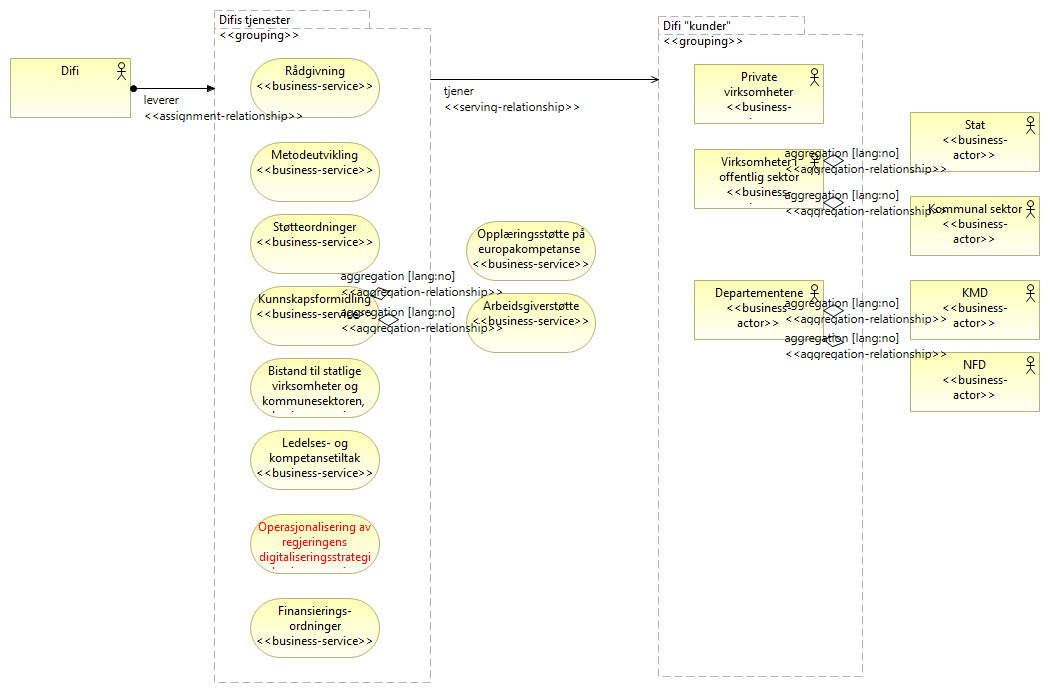 Difi
leverer
<<assignment-relationship>>
Difis tjenester
<<grouping>>
Rådgivning
<<business-service>>
Metodeutvikling
<<business-service>>
Støtteordninger
<<business-service>>
Kunnskapsformidling
<<business-service>>
Bistand til statlige
virksomheter og
kommunesektoren,
Ledelses- og
kompetansetiltak
<<business-service>>
Operasjonalisering av
regjeringens
digitaliseringsstrategi
Finansierings-
ordninger
<<business-service>>
aggregation [lang:no]
<<aggregation-relationship>>
aggregation [lang:no]
<<aggregation-relationship>>
Opplæringsstøtte på
europakompetanse
<<business-service>>
Arbeidsgiverstøtte
<<business-service>>
tjener
<<serving-relationship>>
Difi "kunder"
<<grouping>>
Private
virksomheter
<<business-
Virksomheter i
offentlig sektor
<<business-
Departementene
<<business-
actor>>
aggregation [lang:no]
<<aggregation-relationship>>
aggregation [lang:no]
<<aggregation-relationship>>
aggregation [lang:no]
<<aggregation-relationship>>
aggregation [lang:no]
<<aggregation-relationship>>
Stat
<<business-
actor>>
Kommunal sektor
<<business-
actor>>
KMD
<<business-
actor>>
NFD
<<business-
actor>>